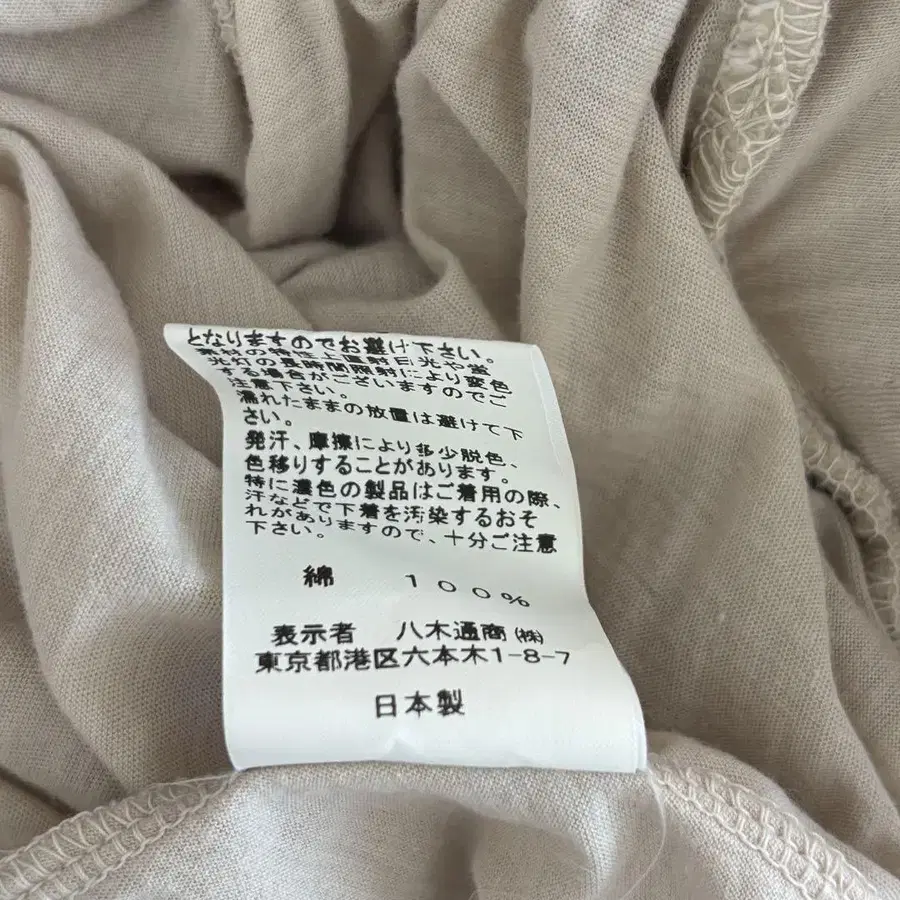 となりますのでお避け下さい。
素材の特性上直射日光や蛍
光灯の長時間照射により変色
する場合がございますのでご
注意下さい。
濡れたままの放置は避けて下
さい。
発汗、摩擦により多少脱色、
色移りすることがあります。
特に濃色の製品はご着用の際、
汗などで下着を汚染するおそ
れがありますので、十分ご注意
下さい。
綿 100%
表示者 八木通商㈱
東京都港区六本木1-8-7
日本製